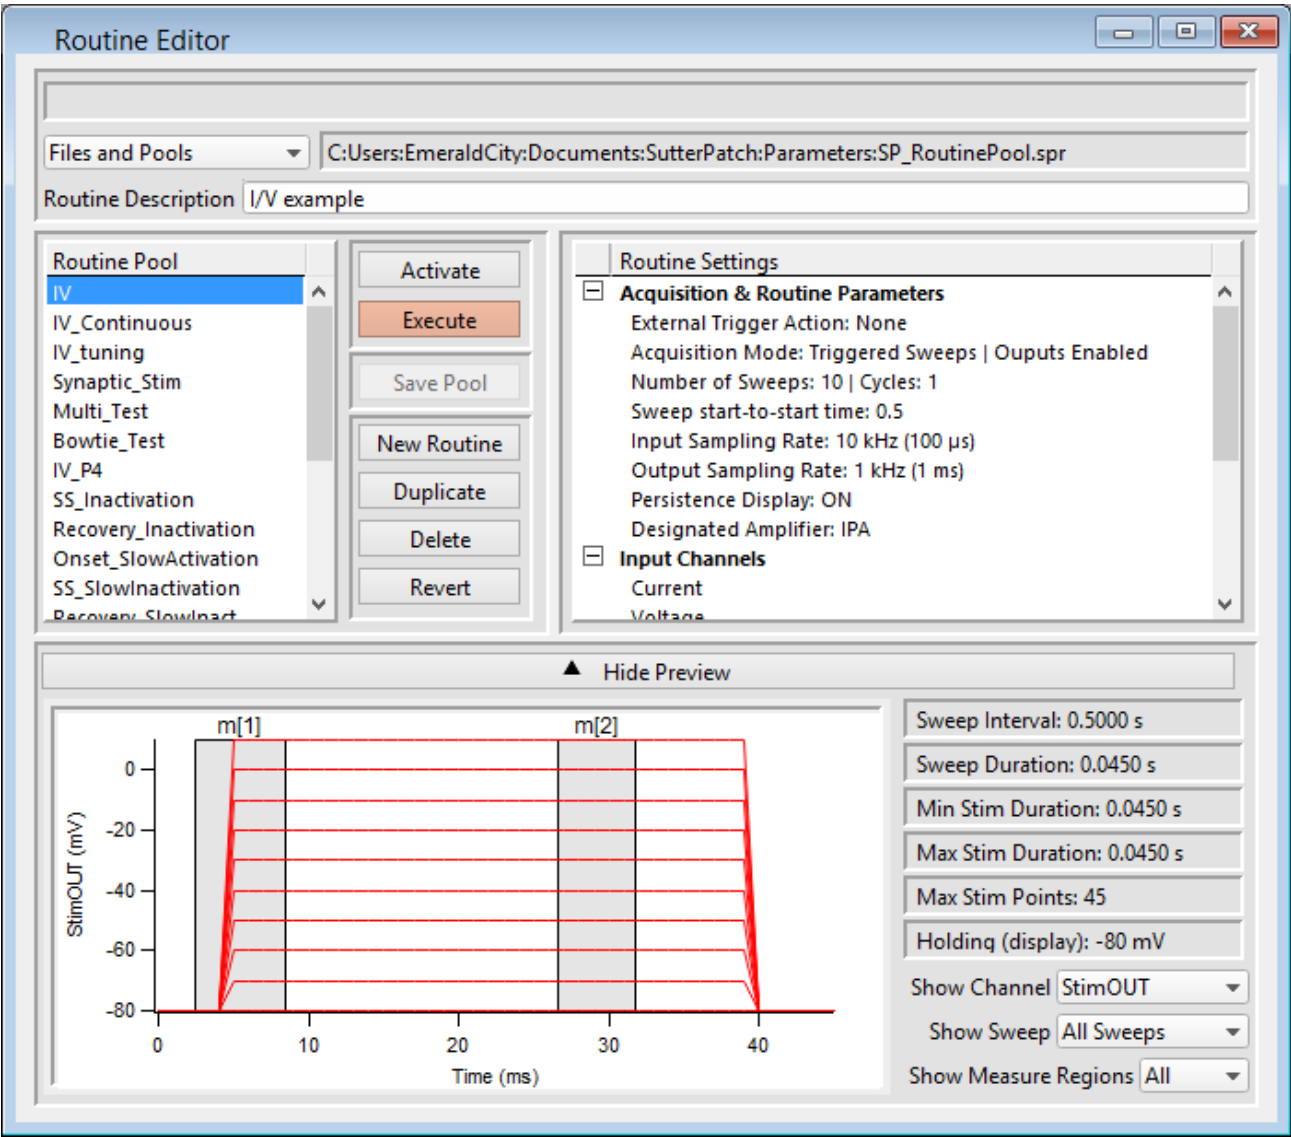 Routine Editor
Files and Pools
C:Users:EmeraldCity:Documents:SutterPatch:Parameters:SP_RoutinePool.spr
Routine Description I/V example
Routine Pool
IV
IV_Continuous
IV_tuning
Synaptic_Stim
Multi_Test
Bowtie_Test
IV_P4
SS_Inactivation
Recovery_Inactivation
Onset_SlowActivation
SS_SlowInactivation
Recovery_SlowInact
Activate
Execute
Save Pool
New Routine
Duplicate
Delete
Revert
Routine Settings
Acquisition & Routine Parameters
External Trigger Action: None
Acquisition Mode: Triggered Sweeps | Ouputs Enabled
Number of Sweeps: 10 | Cycles: 1
Sweep start-to-start time: 0.5
Input Sampling Rate: 10 kHz (100 µs)
Output Sampling Rate: 1 kHz (1 ms)
Persistence Display: ON
Designated Amplifier: IPA
Input Channels
Current
Voltage
Hide Preview
m[1]
m[2]
0
-20
-40
-60
-80
StimOUT (mV)
0 10 20 30 40
Time (ms)
Sweep Interval: 0.5000 s
Sweep Duration: 0.0450 s
Min Stim Duration: 0.0450 s
Max Stim Duration: 0.0450 s
Max Stim Points: 45
Holding (display): -80 mV
Show Channel StimOUT
Show Sweep All Sweeps
Show Measure Regions All